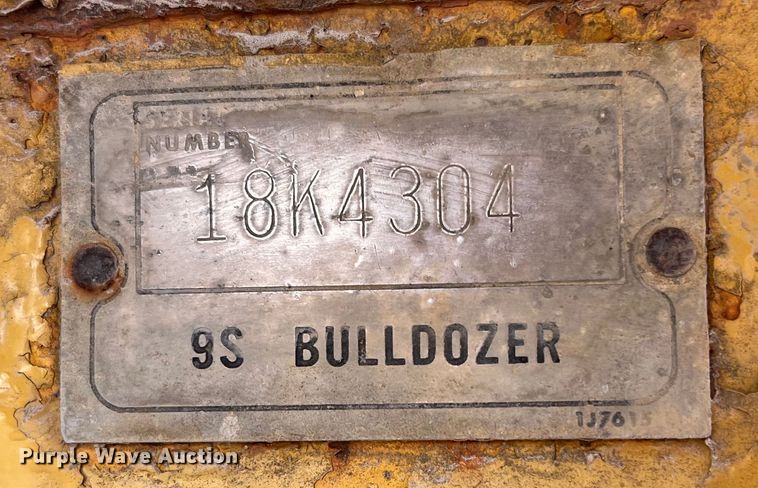 SERIAL
NUMBER
18K4304
9S BULLDOZER
1J7615
Purple Wave Auction